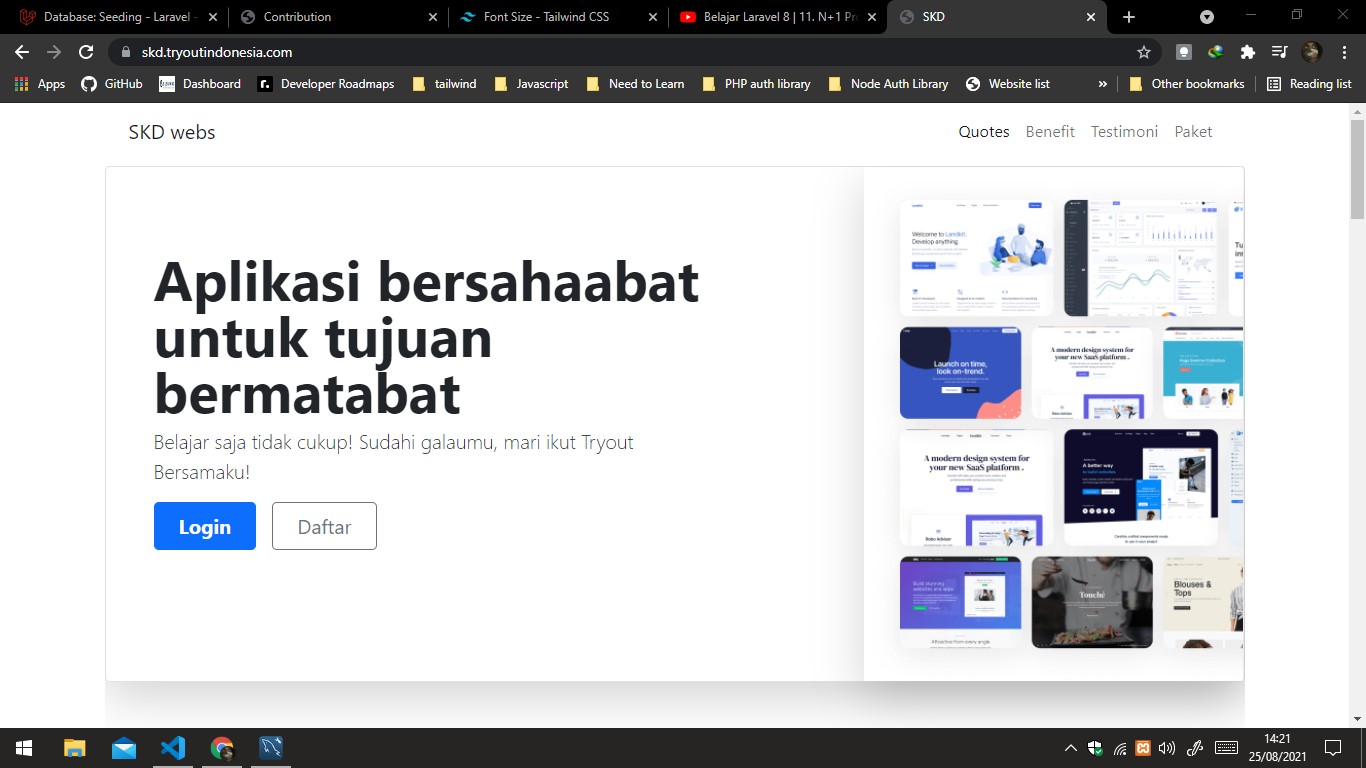 Database: Seeding - Laravel -
Contribution
Font Size - Tailwind CSS
Belajar Laravel 8 | 11. N+1 Pro
SKD
skd.tryoutindonesia.com
Apps
GitHub
Dashboard
Developer Roadmaps
tailwind
Javascript
Need to Learn
PHP auth library
Node Auth Library
Website list
»
Other bookmarks
Reading list
SKD webs
Quotes
Benefit
Testimoni
Paket
Aplikasi bersahaabat
untuk tujuan
bermatabat
Belajar saja tidak cukup! Sudahi galaumu, mari ikut Tryout
Bersamaku!
Login
Daftar
Welcome to Landkit.
Develop anything
Launch on time,
look on-trend.
A modern design system for
your new SaaS platform .
A modern design system for
your new SaaS platform .
Robo Advisor
A better way
to build websites
Build stunning
websites and apps
Attractive from every angle
Touché
Blouses &
Tops
14:21
25/08/2021